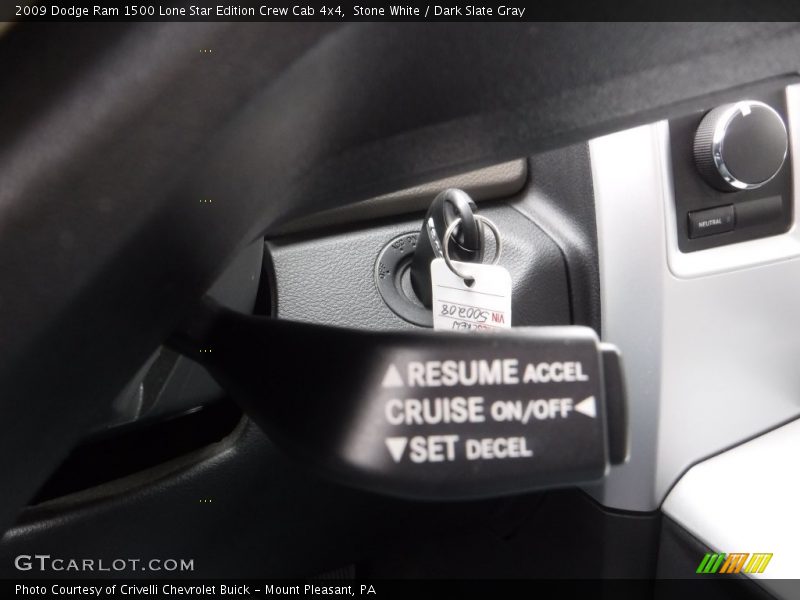 2009 Dodge Ram 1500 Lone Star Edition Crew Cab 4x4,  Stone White / Dark Slate Gray
NEUTRAL
VIN 500208
▲RESUME ACCEL
CRUISE ON/OFF◀
▼SET DECEL
GTCARLOT.COM
Photo Courtesy of Crivelli Chevrolet Buick – Mount Pleasant, PA